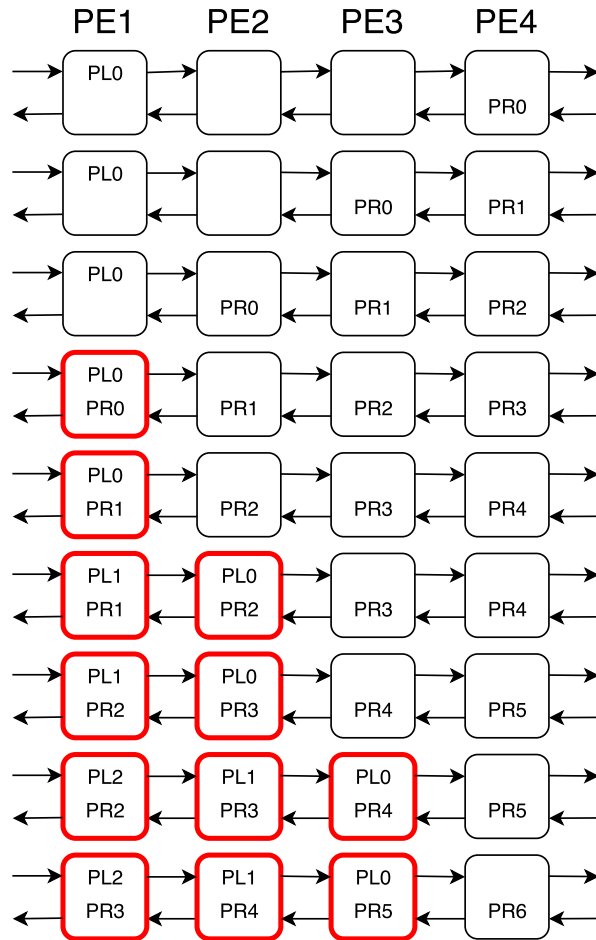 PE1 PE2 PE3 PE4
PL0
PR0
PL0
PR0 PR1
PL0
PR0 PR1 PR2
PL0
PR0 PR1 PR2 PR3
PL0
PR1 PR2 PR3 PR4
PL1 PL0
PR1 PR2 PR3 PR4
PL1 PL0
PR2 PR3 PR4 PR5
PL2 PL1 PL0
PR2 PR3 PR4 PR5
PL2 PL1 PL0
PR3 PR4 PR5 PR6